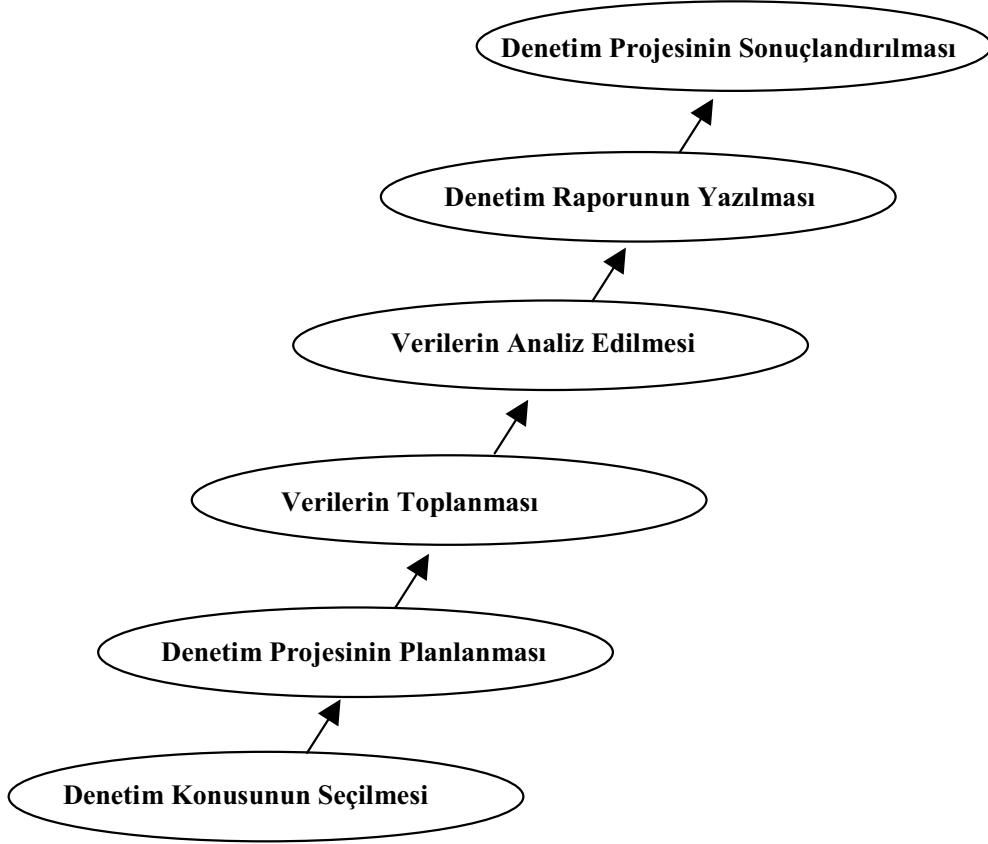 Denetim Projesinin Sonuçlandırılması
Denetim Raporunun Yazılması
Verilerin Analiz Edilmesi
Verilerin Toplanması
Denetim Projesinin Planlanması
Denetim Konusunun Seçilmesi